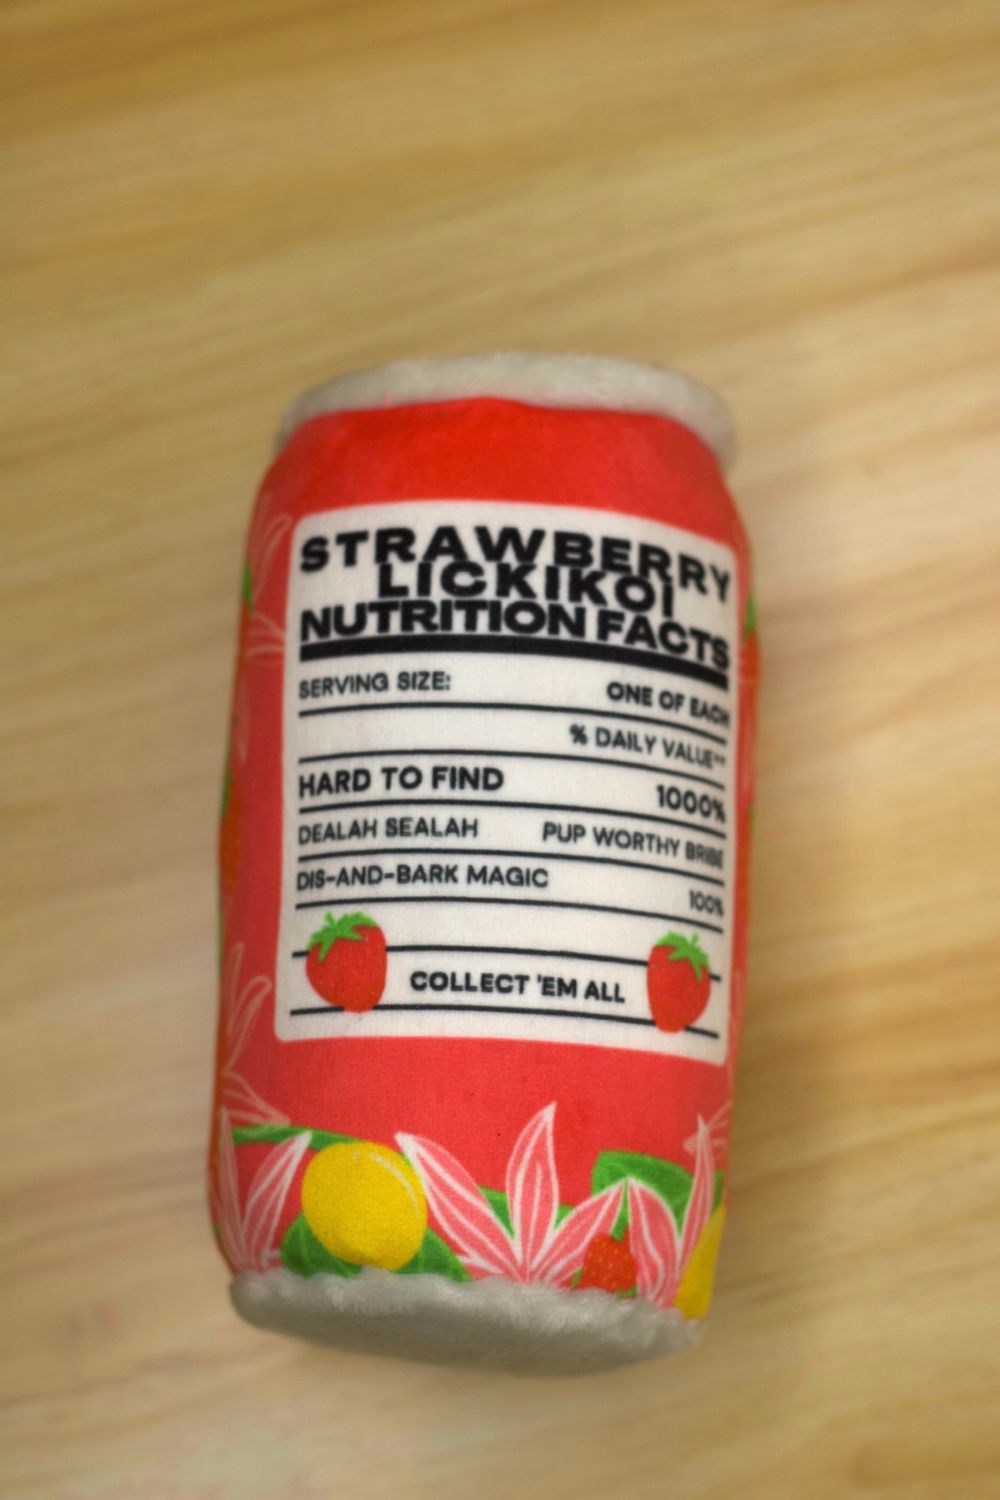 STRAWBERRY
LICKIKOI
NUTRITION FACTS
SERVING SIZE: ONE OF EACH
% DAILY VALUE**
HARD TO FIND 1000%
DEALAH SEALAH PUP WORTHY BRIBE
DIS-AND-BARK MAGIC 100%
COLLECT 'EM ALL